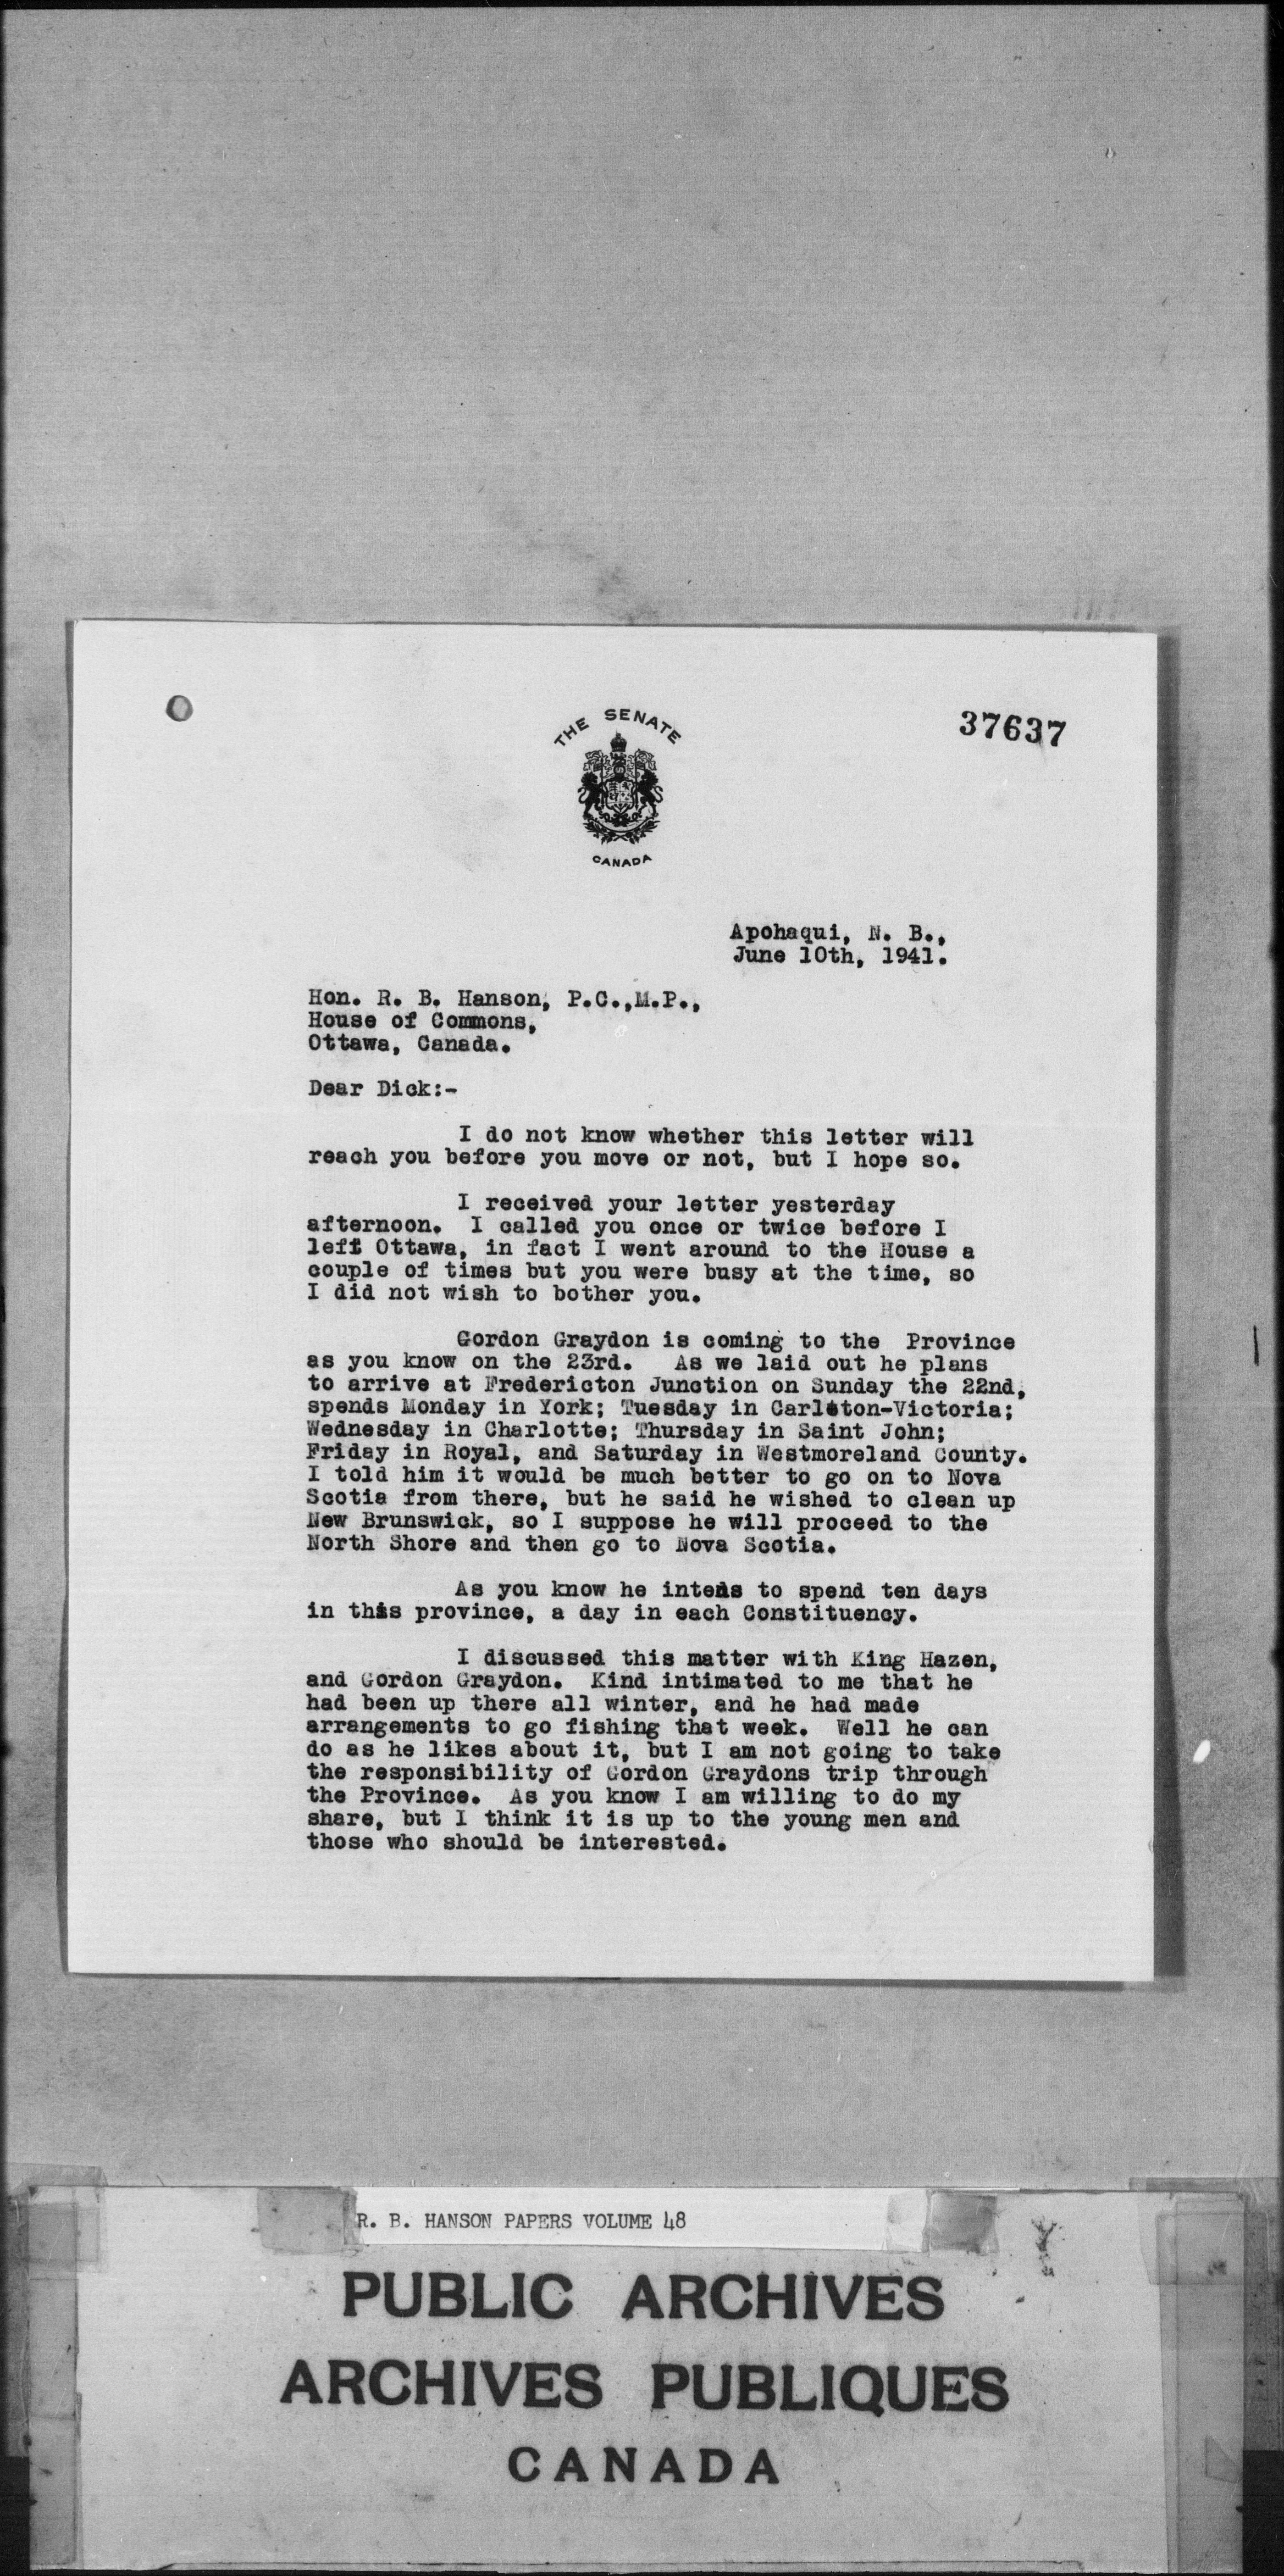 THE SENATE
CANADA
37637
Apohaqui, N. B.,
June 10th, 1941.
Hon. R. B. Hanson, P.C.,M.P.,
House of Commons,
Ottawa, Canada.
Dear Dick:-
I do not know whether this letter will
reach you before you move or not, but I hope so.
I received your letter yesterday
afternoon. I called you once or twice before I
left Ottawa, in fact I went around to the House a
couple of times but you were busy at the time, so
I did not wish to bother you.
Gordon Graydon is coming to the Province
as you know on the 23rd. As we laid out he plans
to arrive at Fredericton Junction on Sunday the 22nd,
spends Monday in York; Tuesday in Carleton-Victoria;
Wednesday in Charlotte; Thursday in Saint John;
Friday in Royal, and Saturday in Westmoreland County.
I told him it would be much better to go on to Nova
Scotia from there, but he said he wished to clean up
New Brunswick, so I suppose he will proceed to the
North Shore and then go to Nova Scotia.
As you know he intends to spend ten days
in this province, a day in each Constituency.
I discussed this matter with King Hazen,
and Gordon Graydon. Kind intimated to me that he
had been up there all winter, and he had made
arrangements to go fishing that week. Well he can
do as he likes about it, but I am not going to take
the responsibility of Gordon Graydons trip through
the Province. As you know I am willing to do my
share, but I think it is up to the young men and
those who should be interested.
R. B. HANSON PAPERS VOLUME 48
PUBLIC ARCHIVES
ARCHIVES PUBLIQUES
CANADA